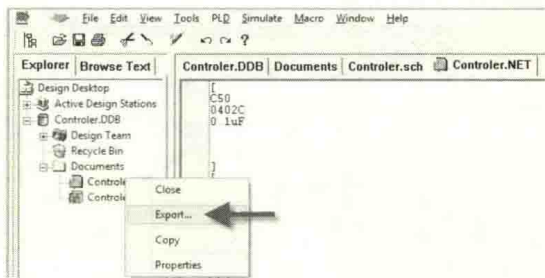 File Edit View Tools PLD Simulate Macro Window Help
?
Explorer Browse Text Controler.DDB Documents Controler.sch Controler.NET
Design Desktop
Active Design Stations
Controler.DDB
Design Team
Recycle Bin
Documents
Controle
Controle
[
C50
0402C
0.1uF
]
[
Close
Export...
Copy
Properties